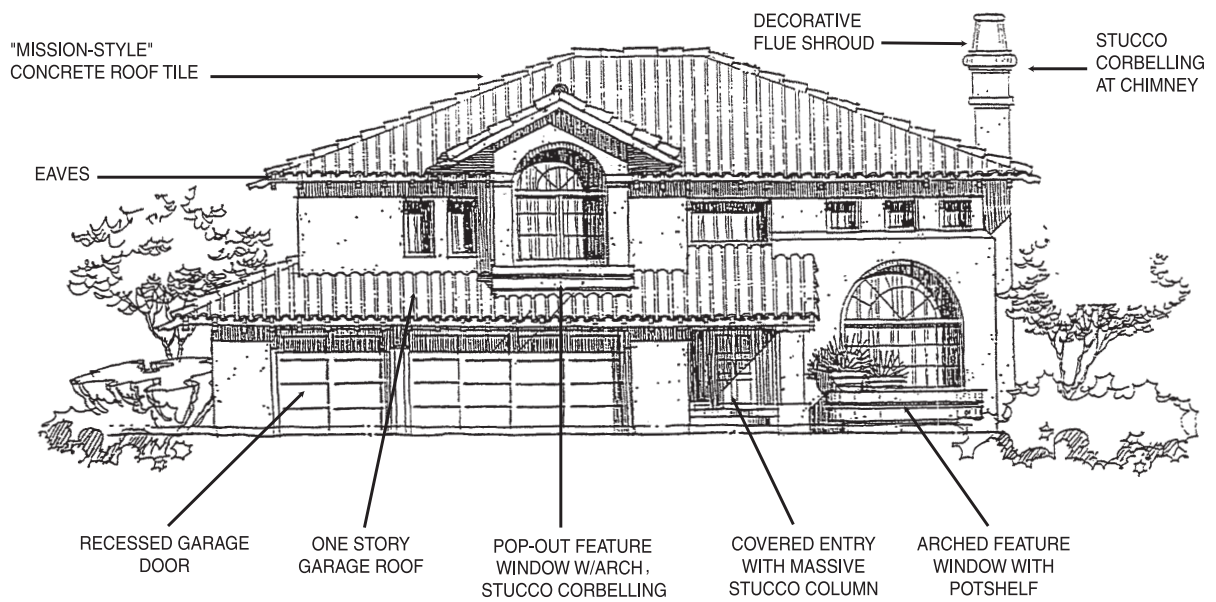 "MISSION-STYLE"
CONCRETE ROOF TILE
DECORATIVE
FLUE SHROUD
STUCCO
CORBELLING
AT CHIMNEY
EAVES
RECESSED GARAGE
DOOR
ONE STORY
GARAGE ROOF
POP-OUT FEATURE
WINDOW W/ARCH,
STUCCO CORBELLING
COVERED ENTRY
WITH MASSIVE
STUCCO COLUMN
ARCHED FEATURE
WINDOW WITH
POTSHELF